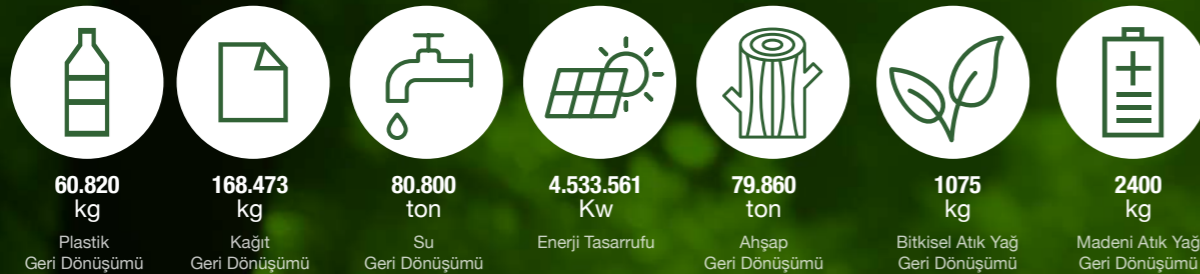 60.820
kg
Plastik
Geri Dönüşümü
168.473
kg
Kağıt
Geri Dönüşümü
80.800
ton
Su
Geri Dönüşümü
4.533.561
Kw
Enerji Tasarrufu
79.860
ton
Ahşap
Geri Dönüşümü
1075
kg
Bitkisel Atık Yağ
Geri Dönüşümü
2400
kg
Madeni Atık Yağ
Geri Dönüşümü